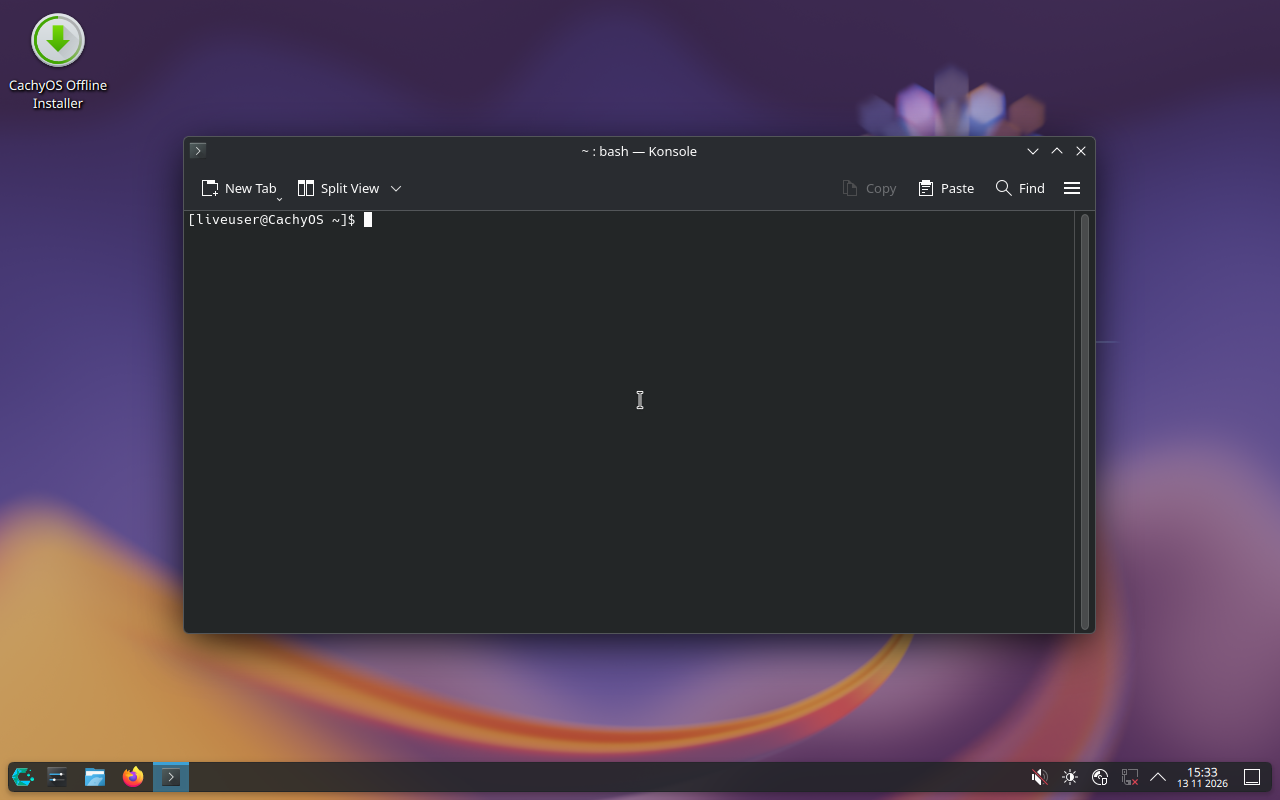 CachyOS Offline
Installer
~ : bash — Konsole
New Tab
Split View
Copy
Paste
Find
[liveuser@CachyOS ~]$
15:33
13 11 2026